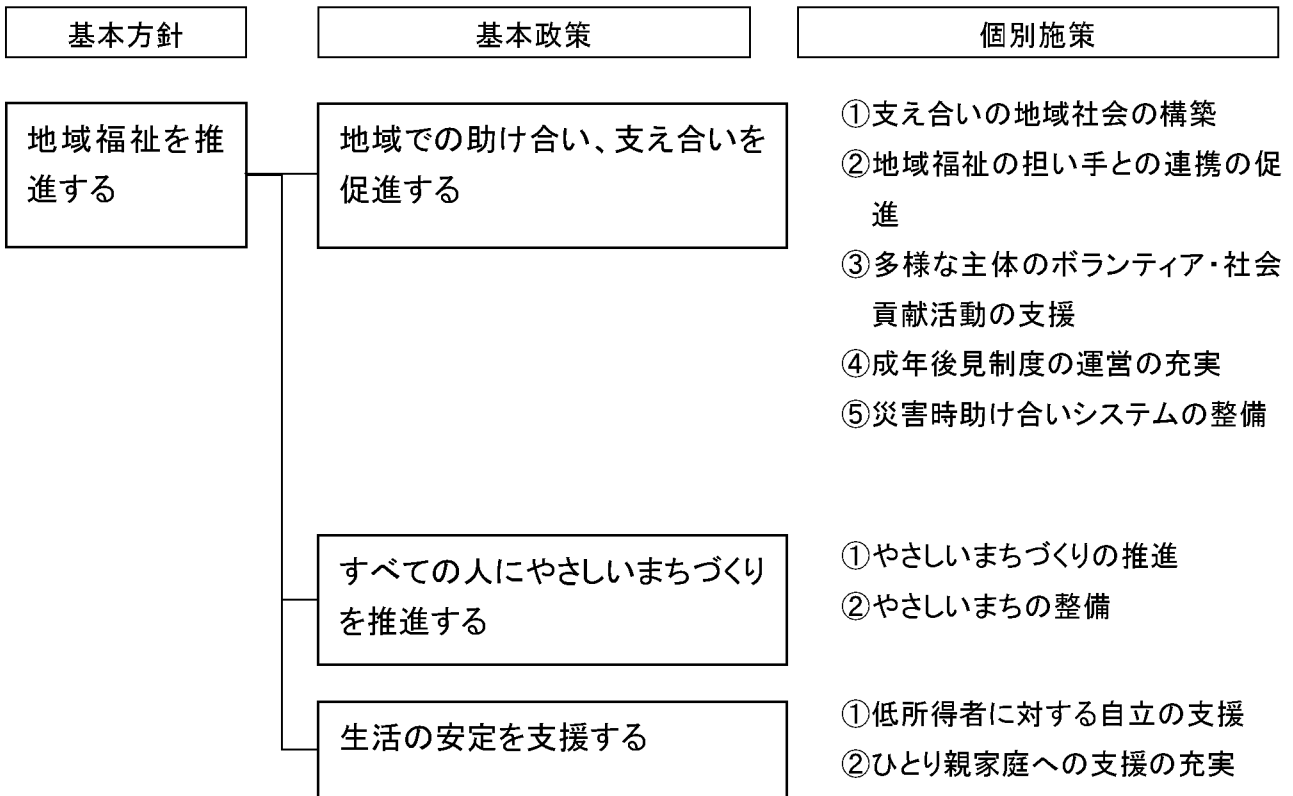 基本方針
基本政策
個別施策
地域福祉を推
進する
地域での助け合い、支え合いを
促進する
①支え合いの地域社会の構築
②地域福祉の担い手との連携の促
進
③多様な主体のボランティア・社会
貢献活動の支援
④成年後見制度の運営の充実
⑤災害時助け合いシステムの整備
すべての人にやさしいまちづくり
を推進する
①やさしいまちづくりの推進
②やさしいまちの整備
生活の安定を支援する
①低所得者に対する自立の支援
②ひとり親家庭への支援の充実